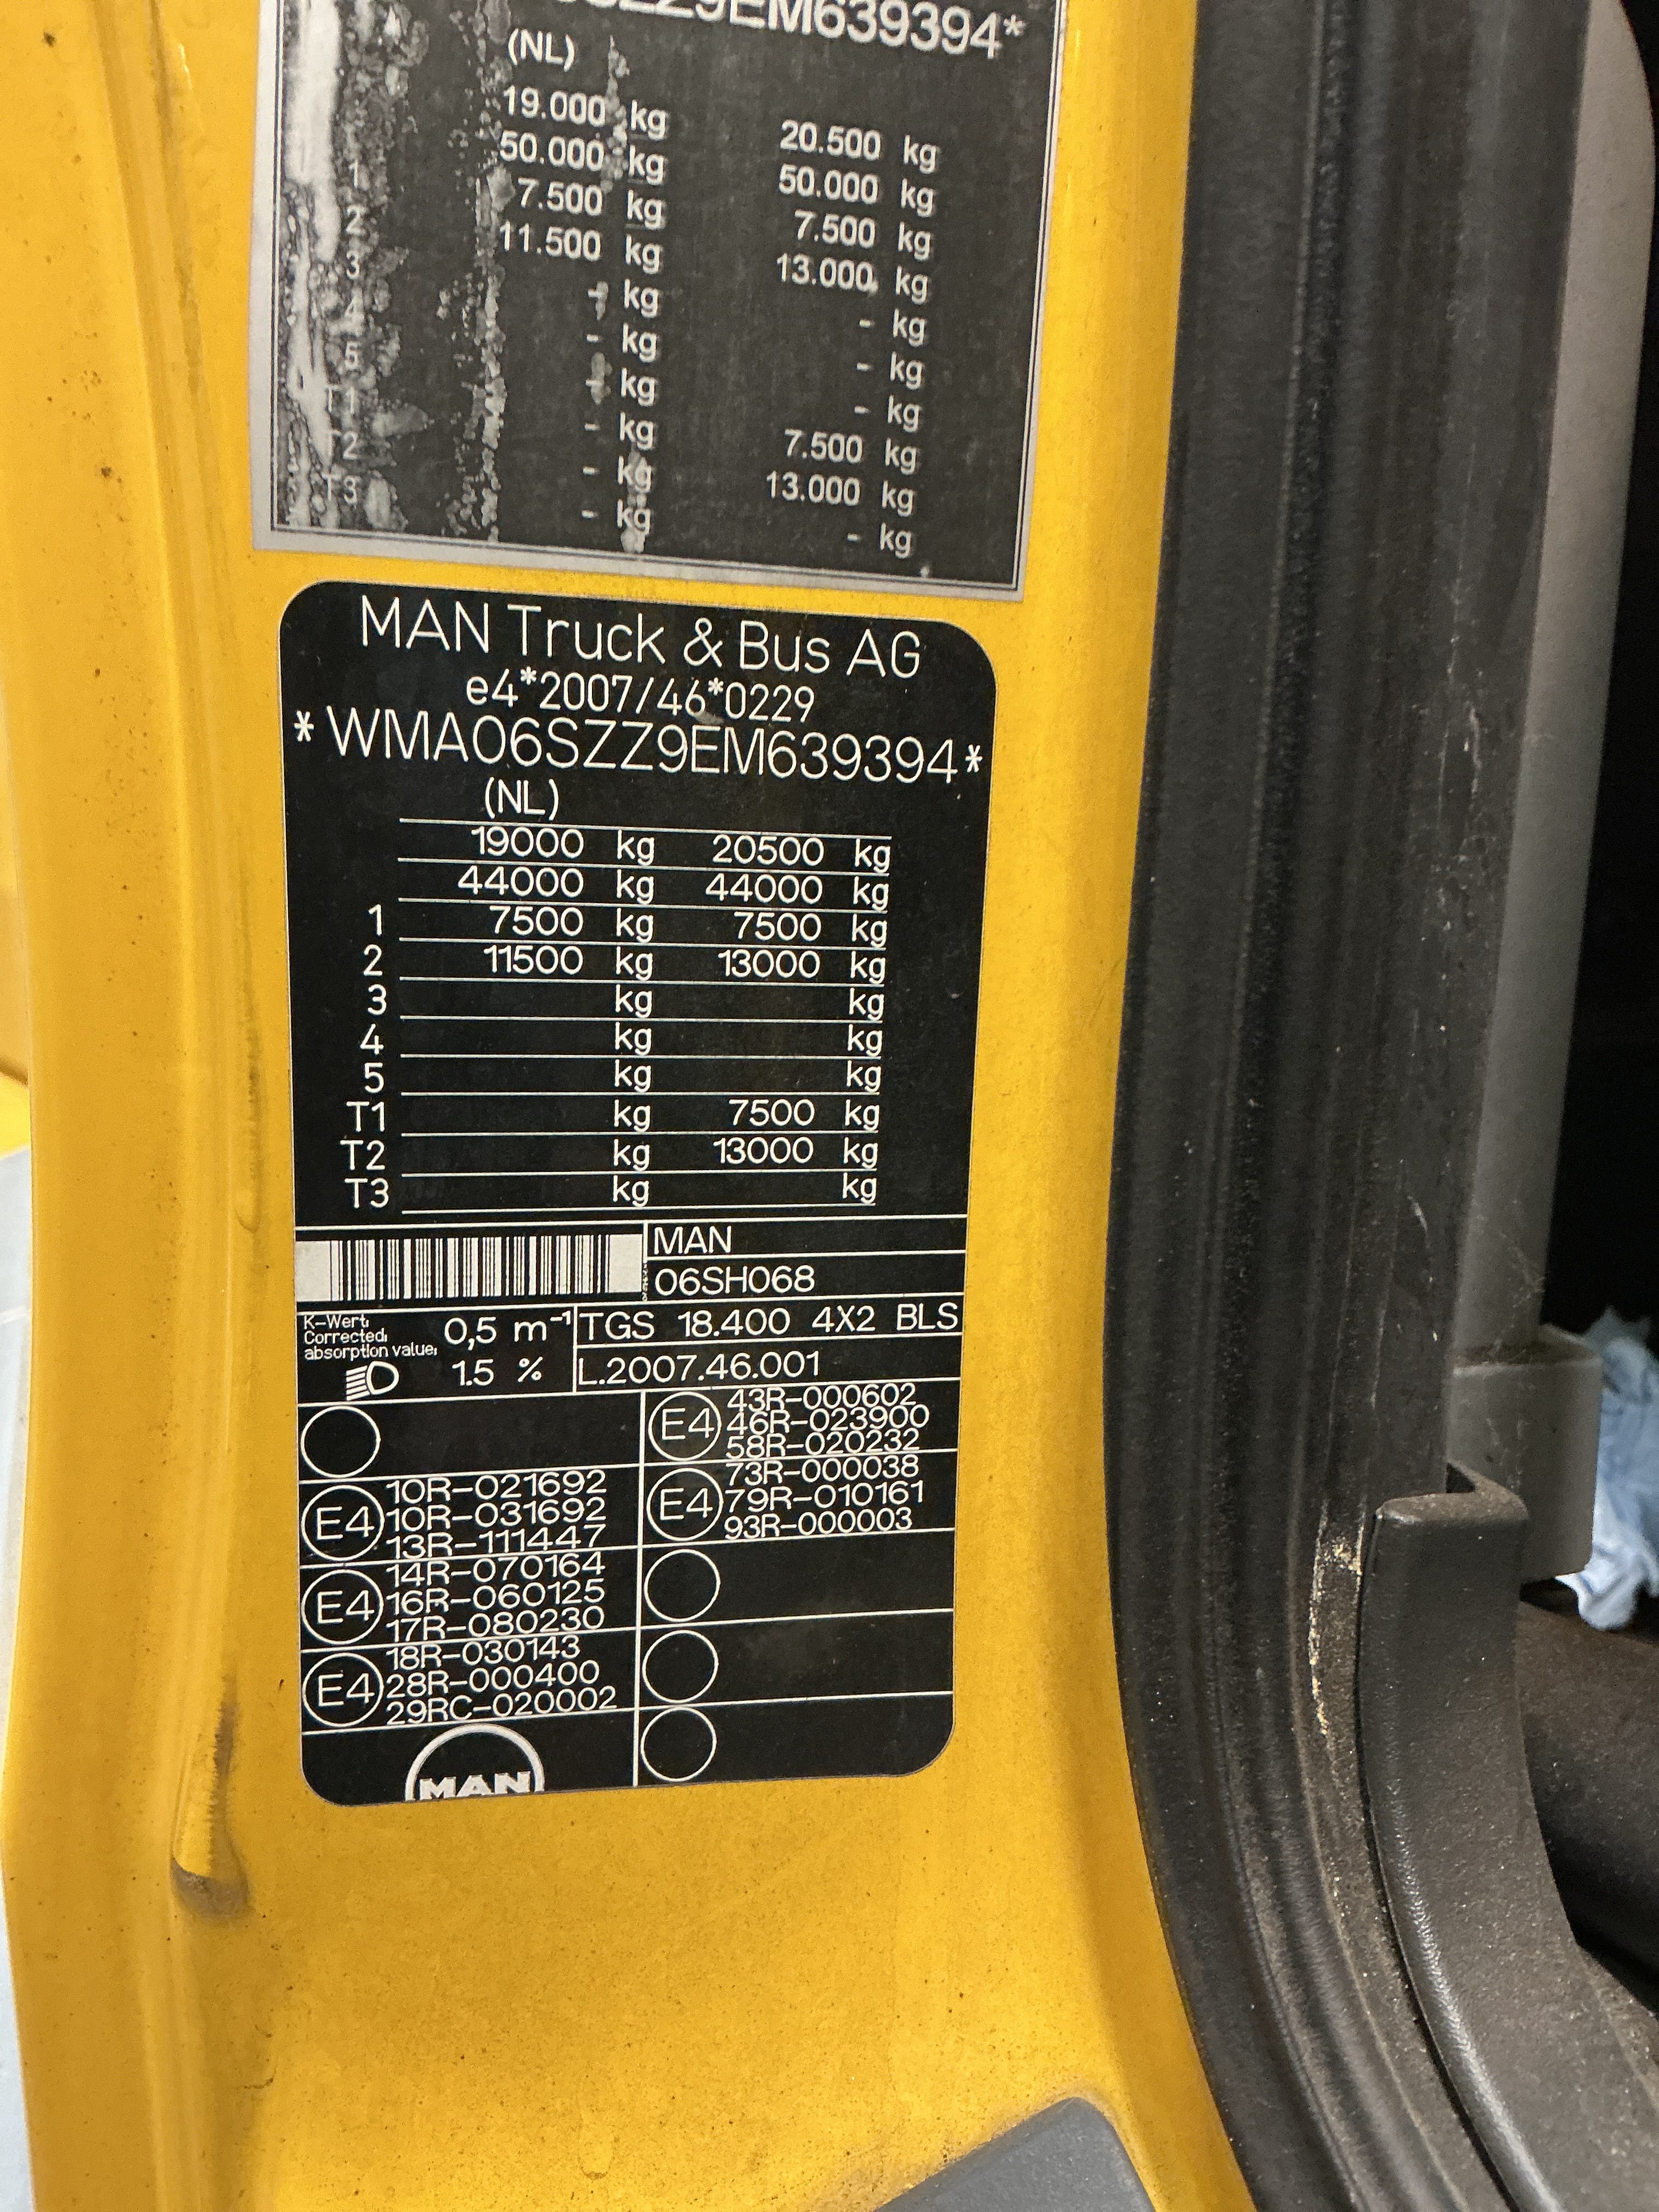 ZZ9EM639394*
(NL)
19.000 kg 20.500 kg
50.000 kg 50.000 kg
1 7.500 kg 7.500 kg
2 11.500 kg 13.000 kg
3 - kg - kg
4 - kg - kg
5 - kg - kg
T1 - kg 7.500 kg
T2 - kg 13.000 kg
T3 - kg - kg
MAN Truck & Bus AG
e4*2007/46*0229
*WMA06SZZ9EM639394*
(NL)
19000 kg 20500 kg
44000 kg 44000 kg
1 7500 kg 7500 kg
2 11500 kg 13000 kg
3 kg kg
4 kg kg
5 kg kg
T1 kg 7500 kg
T2 kg 13000 kg
T3 kg kg
MAN
06SH068
K-Wert:
Corrected:
absorption value:
0,5 m-1
1.5 %
TGS 18.400 4X2 BLS
L.2007.46.001
E4
10R-021692
10R-031692
13R-111447
E4
14R-070164
16R-060125
17R-080230
E4
18R-030143
28R-000400
29RC-020002
MAN
E4
43R-000602
46R-023900
58R-020232
E4
73R-000038
79R-010161
93R-000003